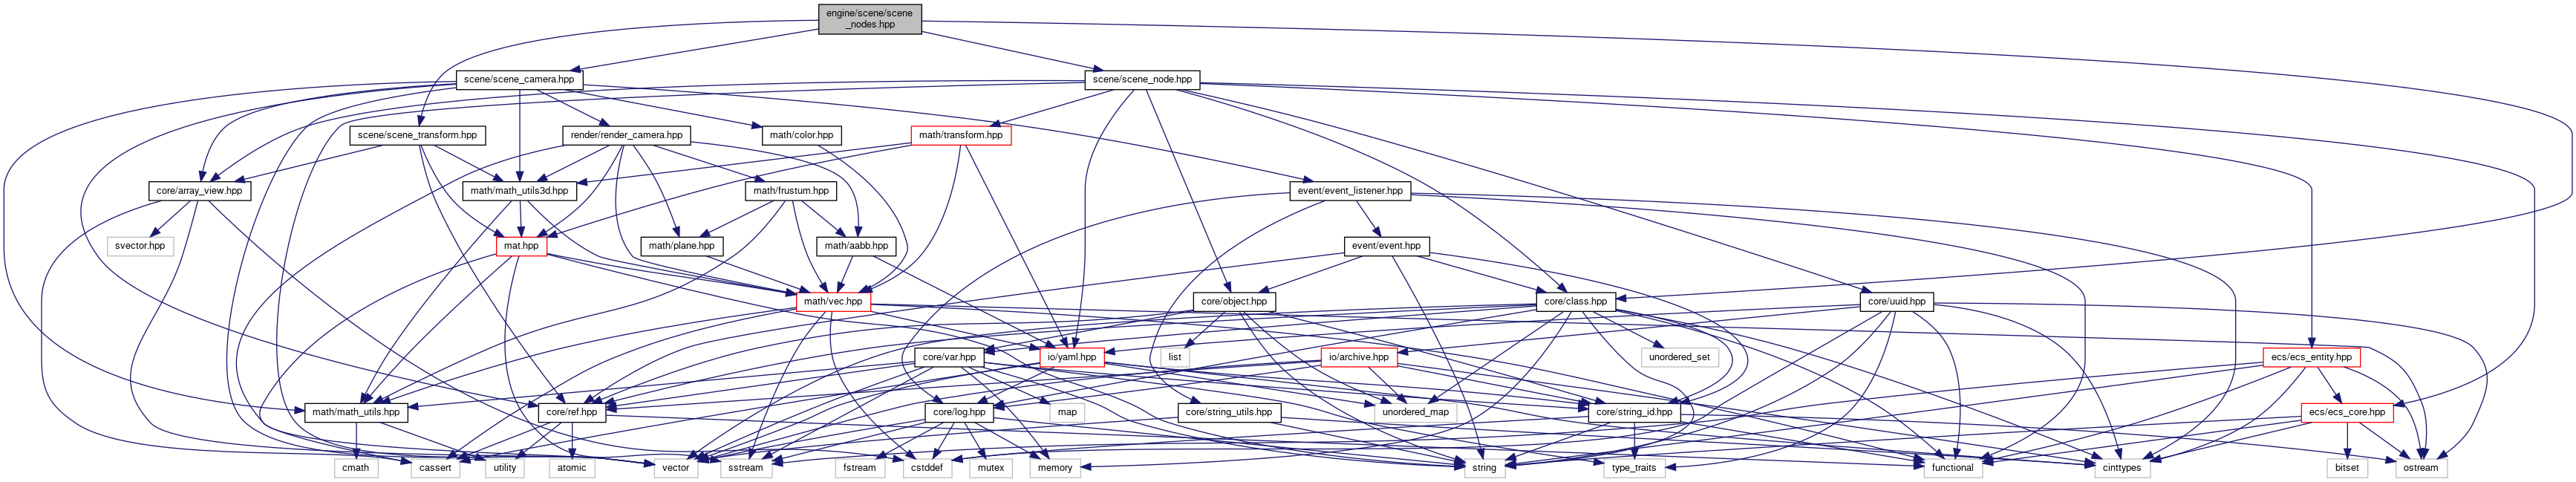 engine/scene/scene
_nodes.hpp
scene/scene_camera.hpp
scene/scene_node.hpp
scene/scene_transform.hpp
render/render_camera.hpp
math/color.hpp
math/transform.hpp
core/array_view.hpp
math/math_utils3d.hpp
math/frustum.hpp
event/event_listener.hpp
svector.hpp
mat.hpp
math/plane.hpp
math/aabb.hpp
event/event.hpp
math/vec.hpp
core/object.hpp
core/class.hpp
core/uuid.hpp
core/var.hpp
io/yaml.hpp
list
io/archive.hpp
unordered_set
ecs/ecs_entity.hpp
math/math_utils.hpp
core/ref.hpp
core/log.hpp
map
core/string_utils.hpp
unordered_map
core/string_id.hpp
ecs/ecs_core.hpp
cmath
cassert
utility
atomic
vector
sstream
fstream
cstddef
mutex
memory
string
type_traits
functional
cinttypes
bitset
ostream